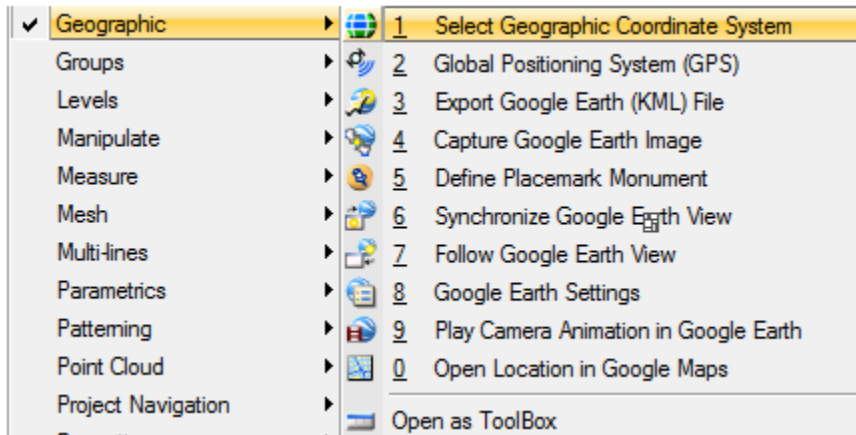 Geographic
Groups
Levels
Manipulate
Measure
Mesh
Multi-lines
Parametrics
Patterning
Point Cloud
Project Navigation
1 Select Geographic Coordinate System
2 Global Positioning System (GPS)
3 Export Google Earth (KML) File
4 Capture Google Earth Image
5 Define Placemark Monument
6 Synchronize Google Earth View
7 Follow Google Earth View
8 Google Earth Settings
9 Play Camera Animation in Google Earth
0 Open Location in Google Maps
Open as ToolBox